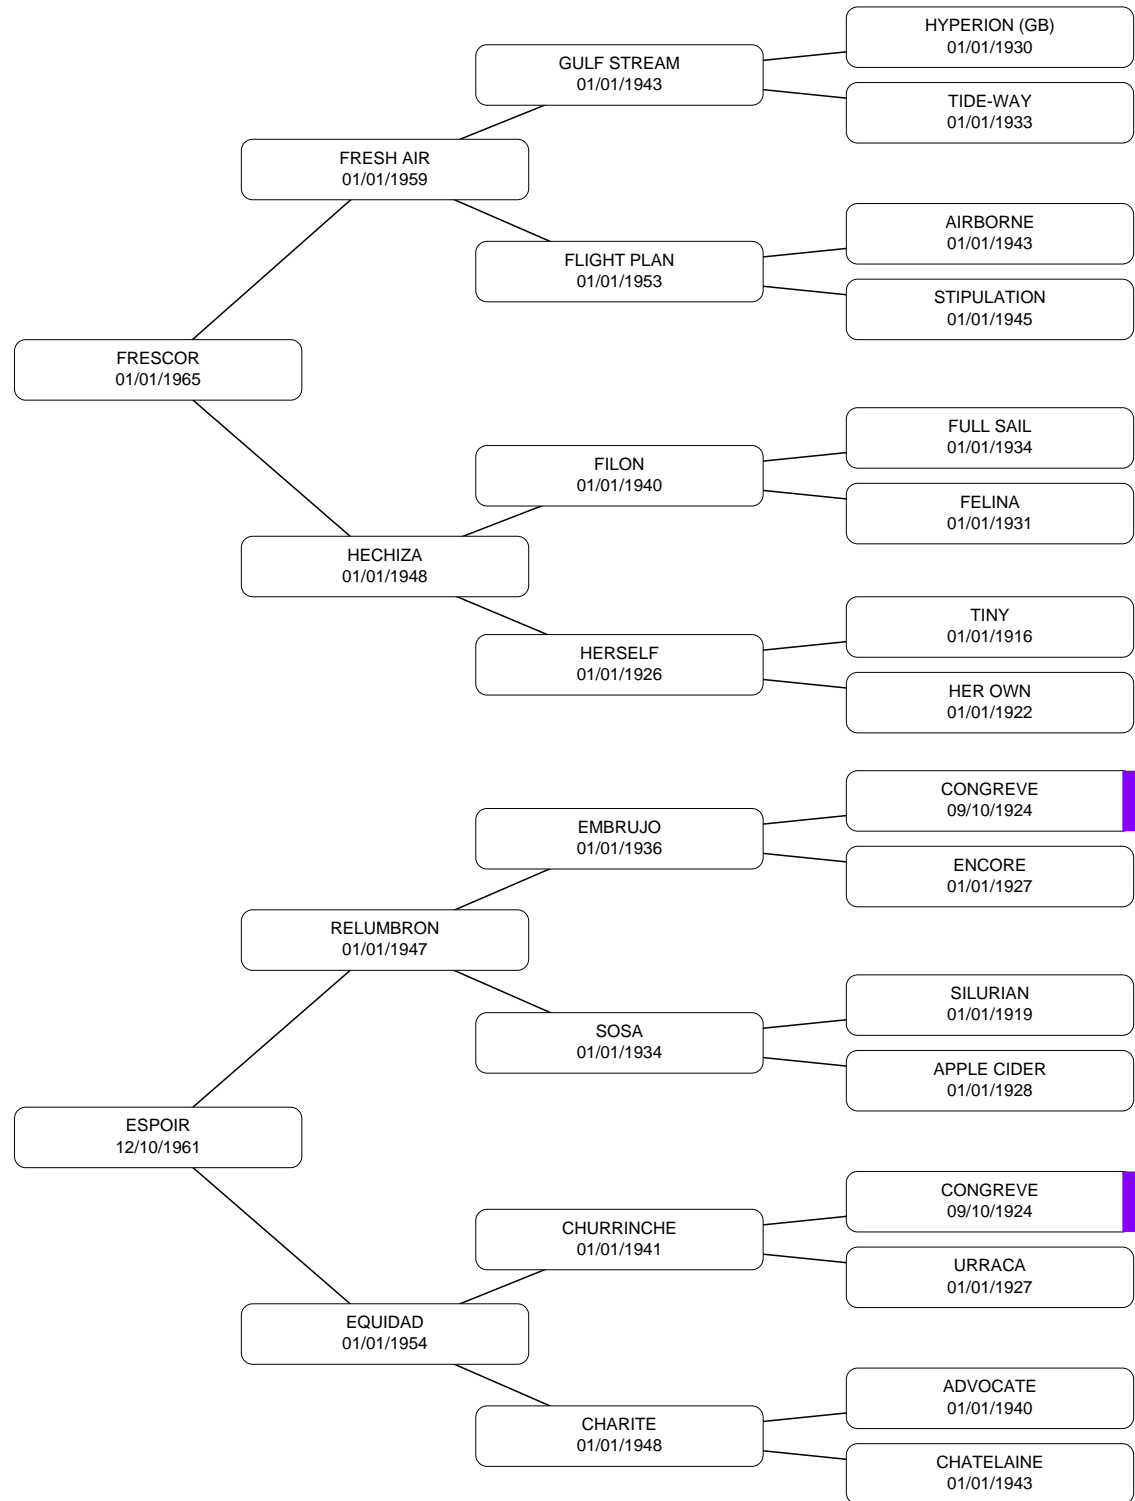 HYPERION (GB)
01/01/1930
GULF STREAM
01/01/1943
TIDE-WAY
01/01/1933
FRESH AIR
01/01/1959
AIRBORNE
01/01/1943
FLIGHT PLAN
01/01/1953
STIPULATION
01/01/1945
FRESCOR
01/01/1965
FULL SAIL
01/01/1934
FILON
01/01/1940
FELINA
01/01/1931
HECHIZA
01/01/1948
TINY
01/01/1916
HERSELF
01/01/1926
HER OWN
01/01/1922
CONGREVE
09/10/1924
EMBRUJO
01/01/1936
ENCORE
01/01/1927
RELUMBRON
01/01/1947
SILURIAN
01/01/1919
SOSA
01/01/1934
APPLE CIDER
01/01/1928
ESPOIR
12/10/1961
CONGREVE
09/10/1924
CHURRINCHE
01/01/1941
URRACA
01/01/1927
EQUIDAD
01/01/1954
ADVOCATE
01/01/1940
CHARITE
01/01/1948
CHATELAINE
01/01/1943